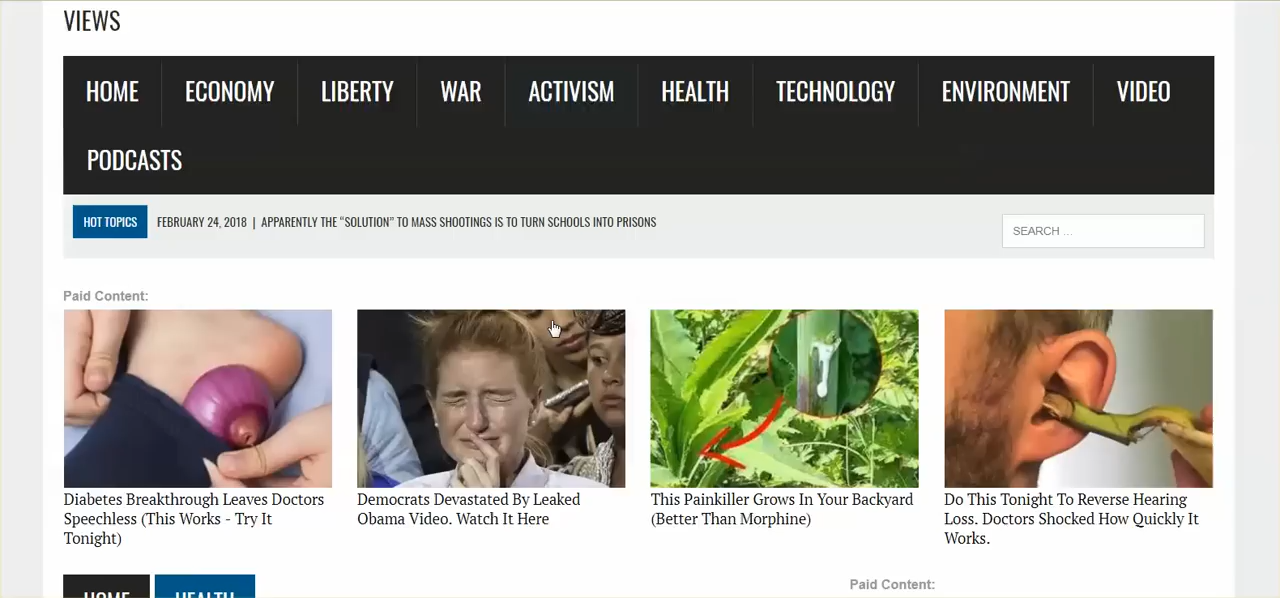 VIEWS
HOME ECONOMY LIBERTY WAR ACTIVISM HEALTH TECHNOLOGY ENVIRONMENT VIDEO
PODCASTS
HOT TOPICS FEBRUARY 24, 2018 | APPARENTLY THE “SOLUTION” TO MASS SHOOTINGS IS TO TURN SCHOOLS INTO PRISONS
SEARCH ...
Paid Content:
Diabetes Breakthrough Leaves Doctors
Speechless (This Works - Try It
Tonight)
Democrats Devastated By Leaked
Obama Video. Watch It Here
This Painkiller Grows In Your Backyard
(Better Than Morphine)
Do This Tonight To Reverse Hearing
Loss. Doctors Shocked How Quickly It
Works.
HOME HEALTH
Paid Content: